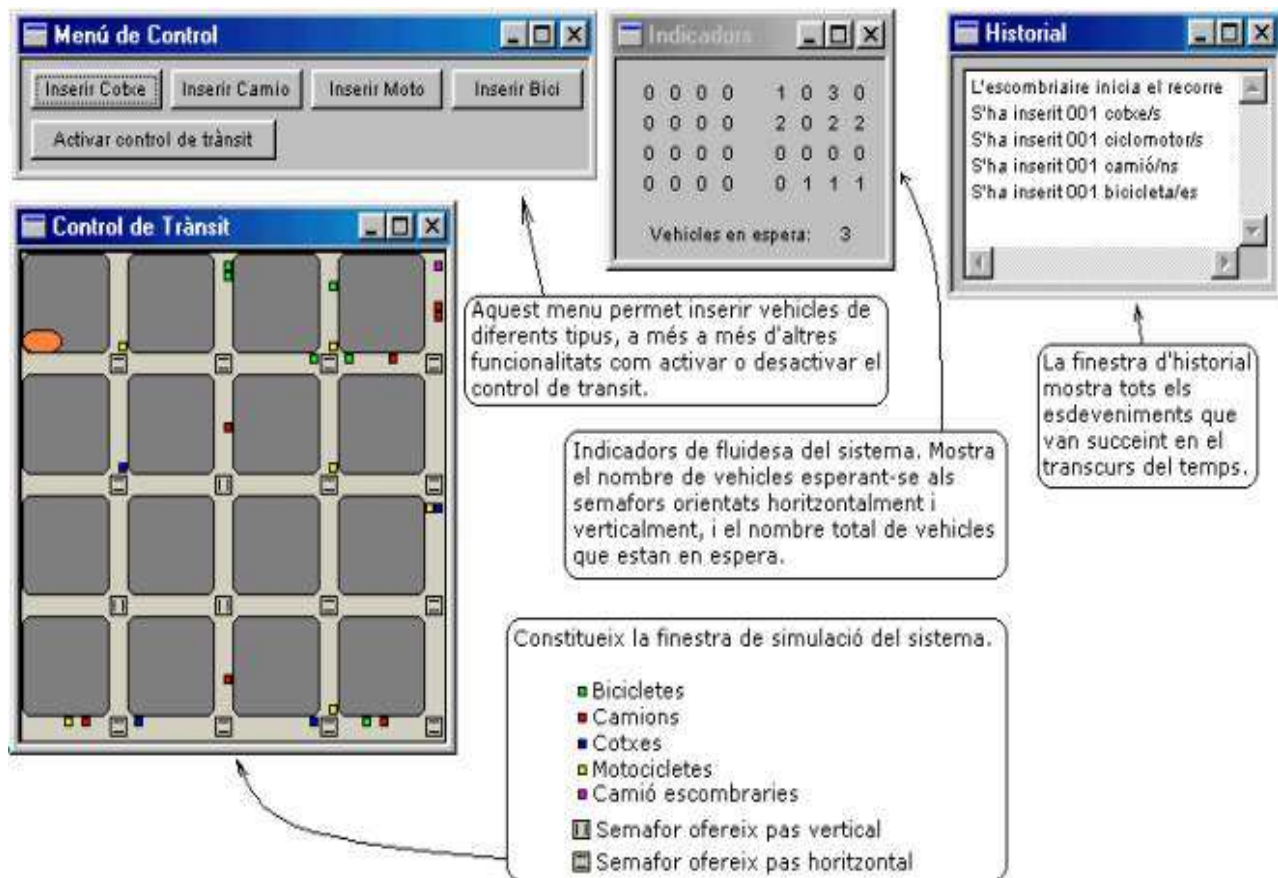 Menú de Control
Inserir Cotxe
Inserir Camio
Inserir Moto
Inserir Bici
Activar control de trànsit
Indicadors
0 0 0 0 1 0 3 0
0 0 0 0 2 0 2 2
0 0 0 0 0 0 0 0
0 0 0 0 0 1 1 1
Vehicles en espera: 3
Historial
L'escombriaire inicia el recorre
S'ha inserit 001 cotxe/s
S'ha inserit 001 ciclomotor/s
S'ha inserit 001 camió/ns
S'ha inserit 001 bicicleta/es
Control de Trànsit
Aquest menu permet inserir vehicles de
diferents tipus, a més a més d'altres
funcionalitats com activar o desactivar el
control de transit.
La finestra d'historial
mostra tots els
esdeveniments que
van succeint en el
transcurs del temps.
Indicadors de fluidesa del sistema. Mostra
el nombre de vehicles esperant-se als
semafors orientats horitzontalment i
verticalment, i el nombre total de vehicles
que estan en espera.
Constitueix la finestra de simulació del sistema.
Bicicletes
Camions
Cotxes
Motocicletes
Camió escombraries
Semafor ofereix pas vertical
Semafor ofereix pas horitzontal